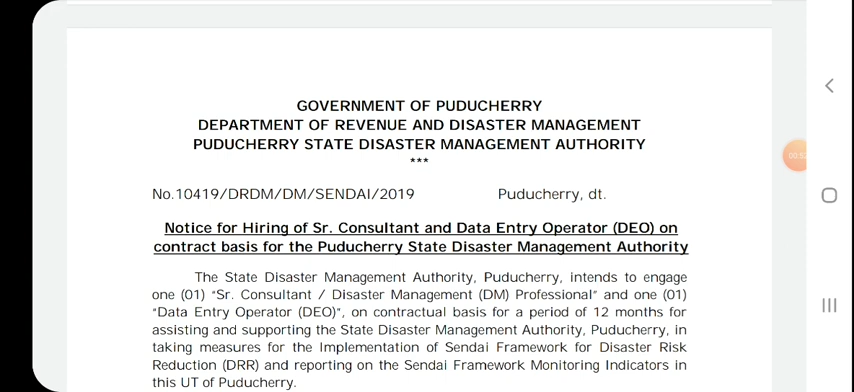 GOVERNMENT OF PUDUCHERRY
DEPARTMENT OF REVENUE AND DISASTER MANAGEMENT
PUDUCHERRY STATE DISASTER MANAGEMENT AUTHORITY
***
No.10419/DRDM/DM/SENDAI/2019 Puducherry, dt.
Notice for Hiring of Sr. Consultant and Data Entry Operator (DEO) on
contract basis for the Puducherry State Disaster Management Authority
The State Disaster Management Authority, Puducherry, intends to engage
one (01) “Sr. Consultant / Disaster Management (DM) Professional” and one (01)
“Data Entry Operator (DEO)”, on contractual basis for a period of 12 months for
assisting and supporting the State Disaster Management Authority, Puducherry, in
taking measures for the Implementation of Sendai Framework for Disaster Risk
Reduction (DRR) and reporting on the Sendai Framework Monitoring Indicators in
this UT of Puducherry.